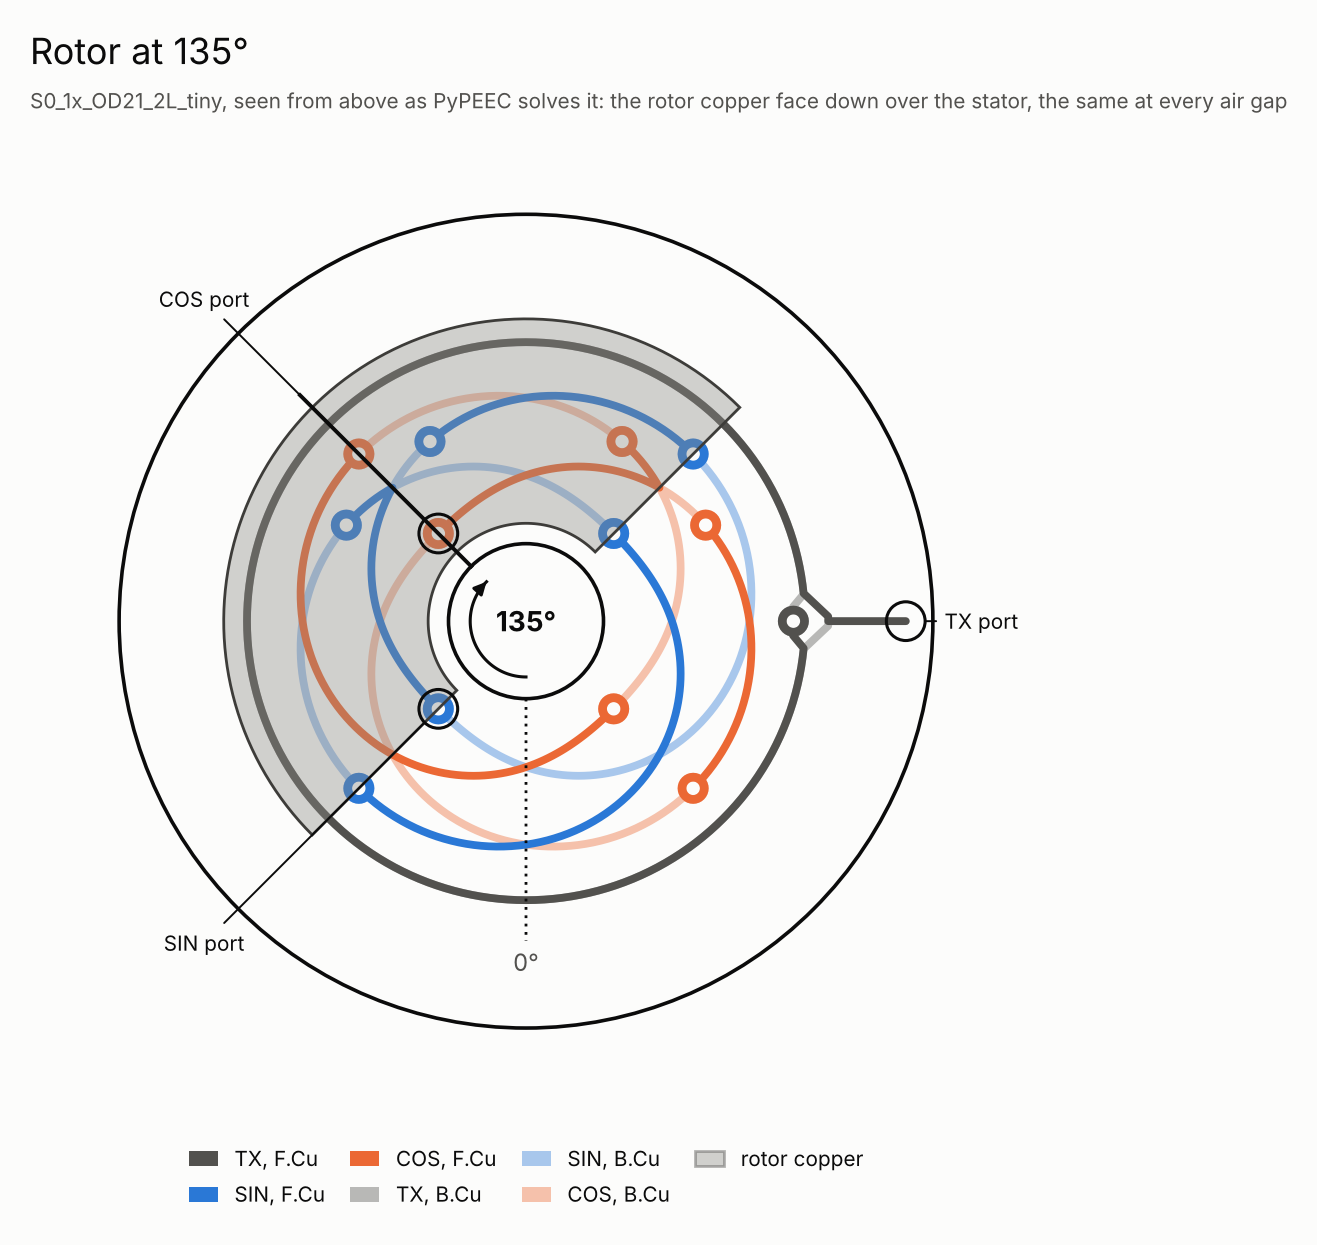 Rotor at 135°
S0_1x_OD21_2L_tiny, seen from above as PyPEEC solves it: the rotor copper face down over the stator, the same at every air gap
COS port
135°
TX port
SIN port
0°
TX, F.Cu
COS, F.Cu
SIN, B.Cu
rotor copper
SIN, F.Cu
TX, B.Cu
COS, B.Cu